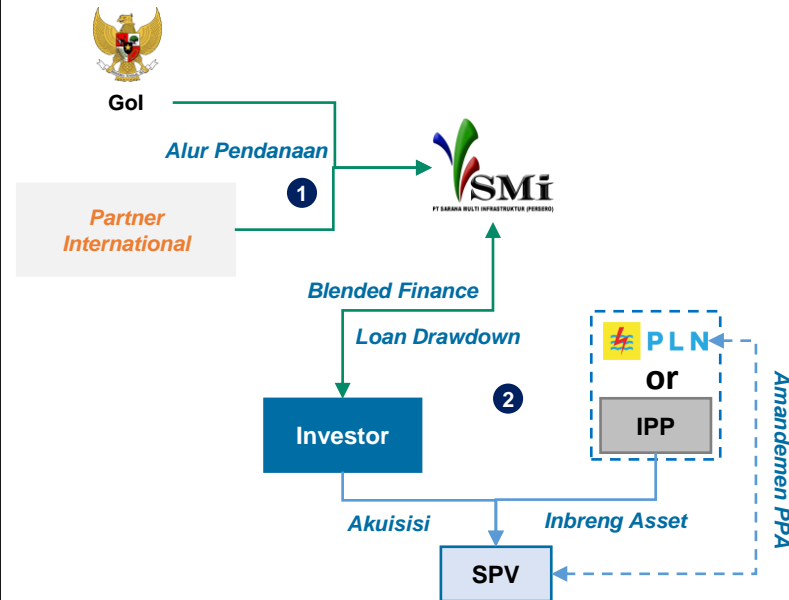 GoI
Alur Pendanaan
SMi
PT SARANA MULTI INFRASTRUKTUR (PERSERO)
1
Partner
International
Blended Finance
Loan Drawdown
PLN
or
IPP
2
Investor
Amandemen PPA
Akuisisi
Inbreng Asset
SPV